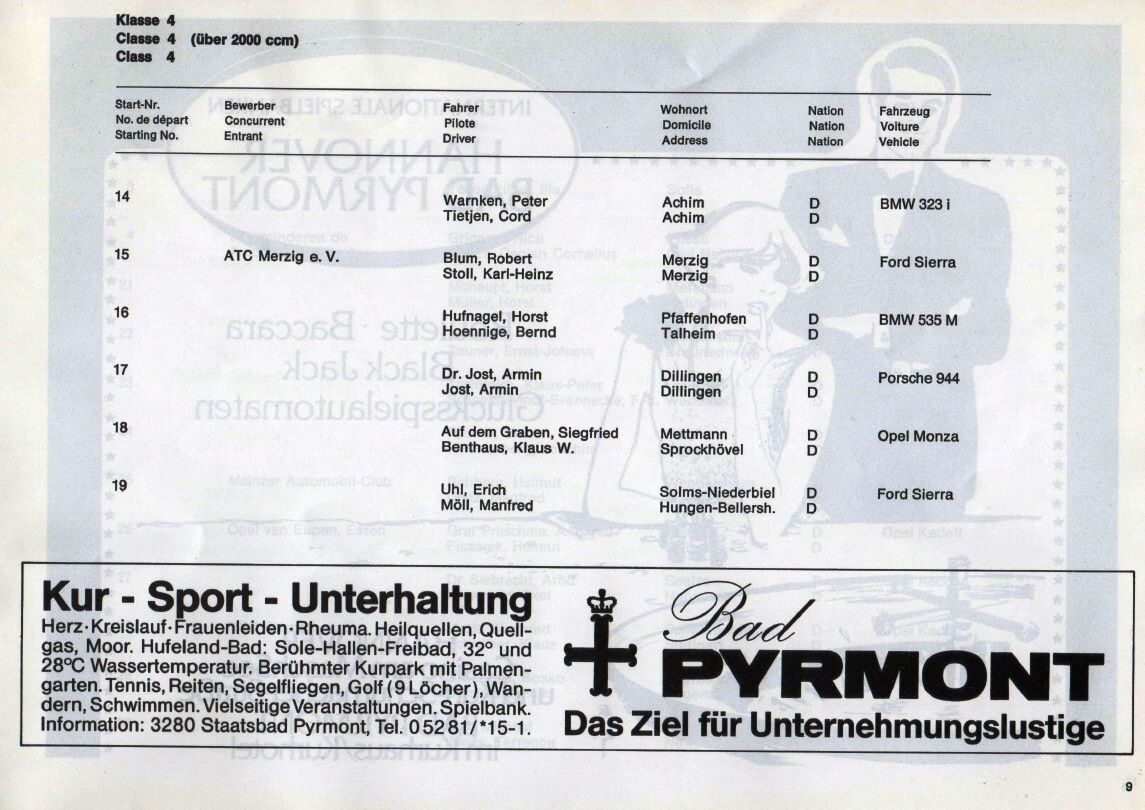 Klasse 4
Classe 4 (über 2000 ccm)
Class 4
Start-Nr. Bewerber Fahrer Wohnort Nation Fahrzeug
No. de départ Concurrent Pilote Domicile Nation Voiture
Starting No. Entrant Driver Address Nation Vehicle
14 Warnken, Peter Achim D BMW 323 i
Tietjen, Cord Achim D
15 ATC Merzig e. V. Blum, Robert Merzig D Ford Sierra
Stoll, Karl-Heinz Merzig D
16 Hufnagel, Horst Pfaffenhofen D BMW 535 M
Hoennige, Bernd Talheim D
17 Dr. Jost, Armin Dillingen D Porsche 944
Jost, Armin Dillingen D
18 Auf dem Graben, Siegfried Mettmann D Opel Monza
Benthaus, Klaus W. Sprockhövel D
19 Uhl, Erich Solms-Niederbiel D Ford Sierra
Möll, Manfred Hungen-Bellersh. D
Kur - Sport - Unterhaltung
Herz·Kreislauf·Frauenleiden·Rheuma. Heilquellen, Quell-
gas, Moor. Hufeland-Bad: Sole-Hallen-Freibad, 32° und
28°C Wassertemperatur. Berühmter Kurpark mit Palmen-
garten. Tennis, Reiten, Segelfliegen, Golf (9 Löcher), Wan-
dern, Schwimmen. Vielseitige Veranstaltungen. Spielbank.
Information: 3280 Staatsbad Pyrmont, Tel. 05281/*15-1.
Bad
PYRMONT
Das Ziel für Unternehmungslustige
9